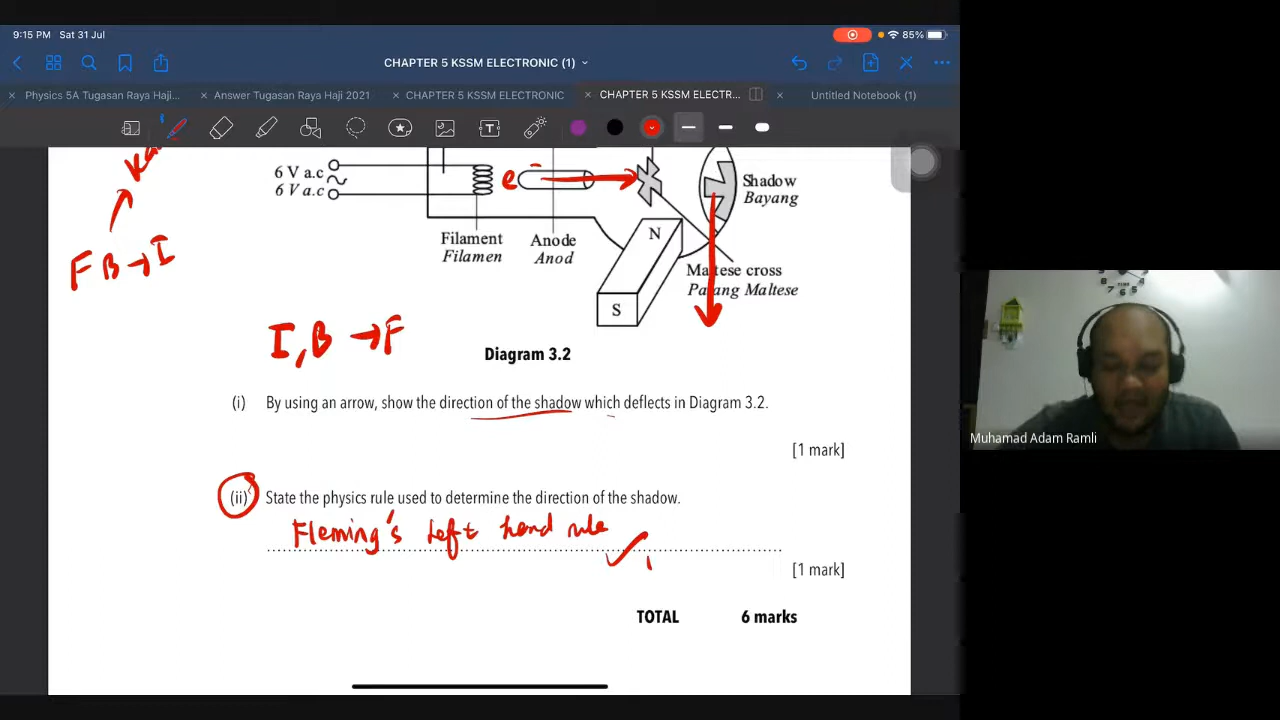 9:15 PM Sat 31 Jul
85%
CHAPTER 5 KSSM ELECTRONIC (1)
Physics 5A Tugasan Raya Haji...
Answer Tugasan Raya Haji 2021
CHAPTER 5 KSSM ELECTRONIC
CHAPTER 5 KSSM ELECTR...
Untitled Notebook (1)
6 V a.c
6 V a.c
e-
Shadow
Bayang
Filament
Filamen
Anode
Anod
N
S
Maltese cross
Palang Maltese
F B → I
I, B → F
Diagram 3.2
(i) By using an arrow, show the direction of the shadow which deflects in Diagram 3.2.
[1 mark]
(ii) State the physics rule used to determine the direction of the shadow.
Fleming's left hand rule
[1 mark]
TOTAL 6 marks
Muhamad Adam Ramli